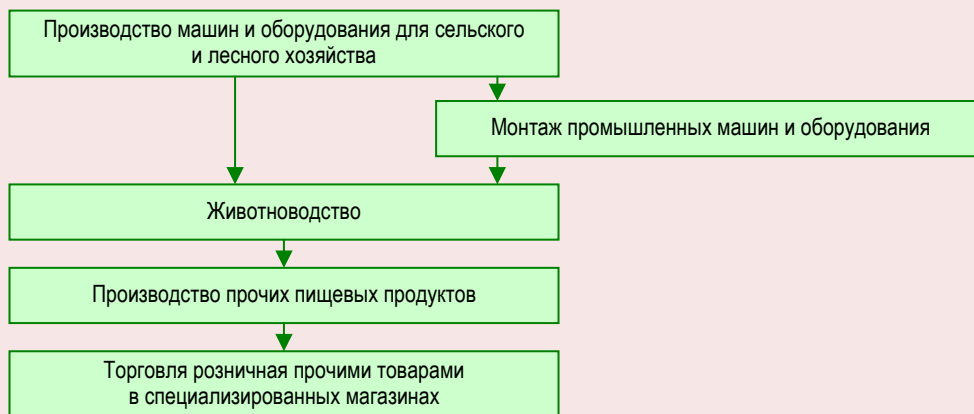 Производство машин и оборудования для сельского
и лесного хозяйства
Монтаж промышленных машин и оборудования
Животноводство
Производство прочих пищевых продуктов
Торговля розничная прочими товарами
в специализированных магазинах